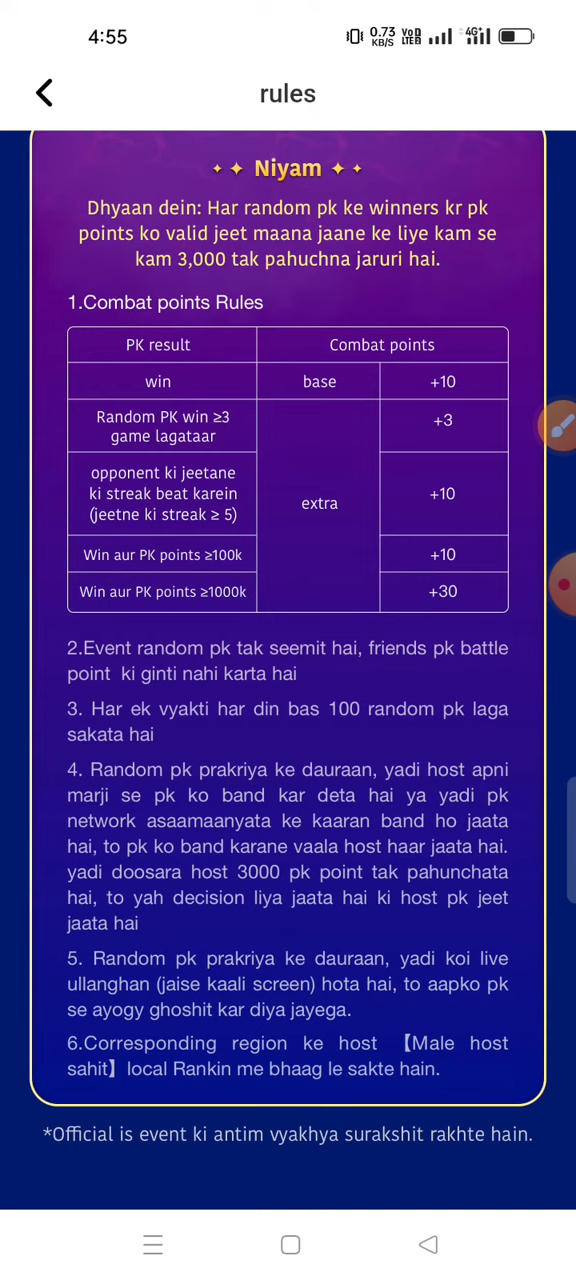 4:55
0.73 KB/S VoD LTE2 4G+
rules
Niyam
Dhyaan dein: Har random pk ke winners kr pk
points ko valid jeet maana jaane ke liye kam se
kam 3,000 tak pahuchna jaruri hai.
1.Combat points Rules
PK result Combat points
win base +10
Random PK win ≥3
game lagataar
+3
opponent ki jeetane
ki streak beat karein
(jeetne ki streak ≥ 5)
extra
+10
Win aur PK points ≥100k +10
Win aur PK points ≥1000k +30
2.Event random pk tak seemit hai, friends pk battle
point ki ginti nahi karta hai
3. Har ek vyakti har din bas 100 random pk laga
sakata hai
4. Random pk prakriya ke dauraan, yadi host apni
marji se pk ko band kar deta hai ya yadi pk
network asaamaanyata ke kaaran band ho jaata
hai, to pk ko band karane vaala host haar jaata hai.
yadi doosara host 3000 pk point tak pahunchata
hai, to yah decision liya jaata hai ki host pk jeet
jaata hai
5. Random pk prakriya ke dauraan, yadi koi live
ullanghan (jaise kaali screen) hota hai, to aapko pk
se ayogy ghoshit kar diya jayega.
6.Corresponding region ke host 【Male host
sahit】 local Rankin me bhaag le sakte hain.
*Official is event ki antim vyakhya surakshit rakhte hain.